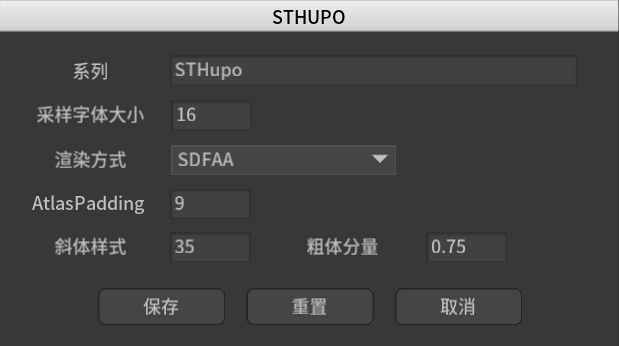 STHUPO
系列 STHupo
采样字体大小 16
渲染方式 SDFAA
AtlasPadding 9
斜体样式 35 粗体分量 0.75
保存 重置 取消